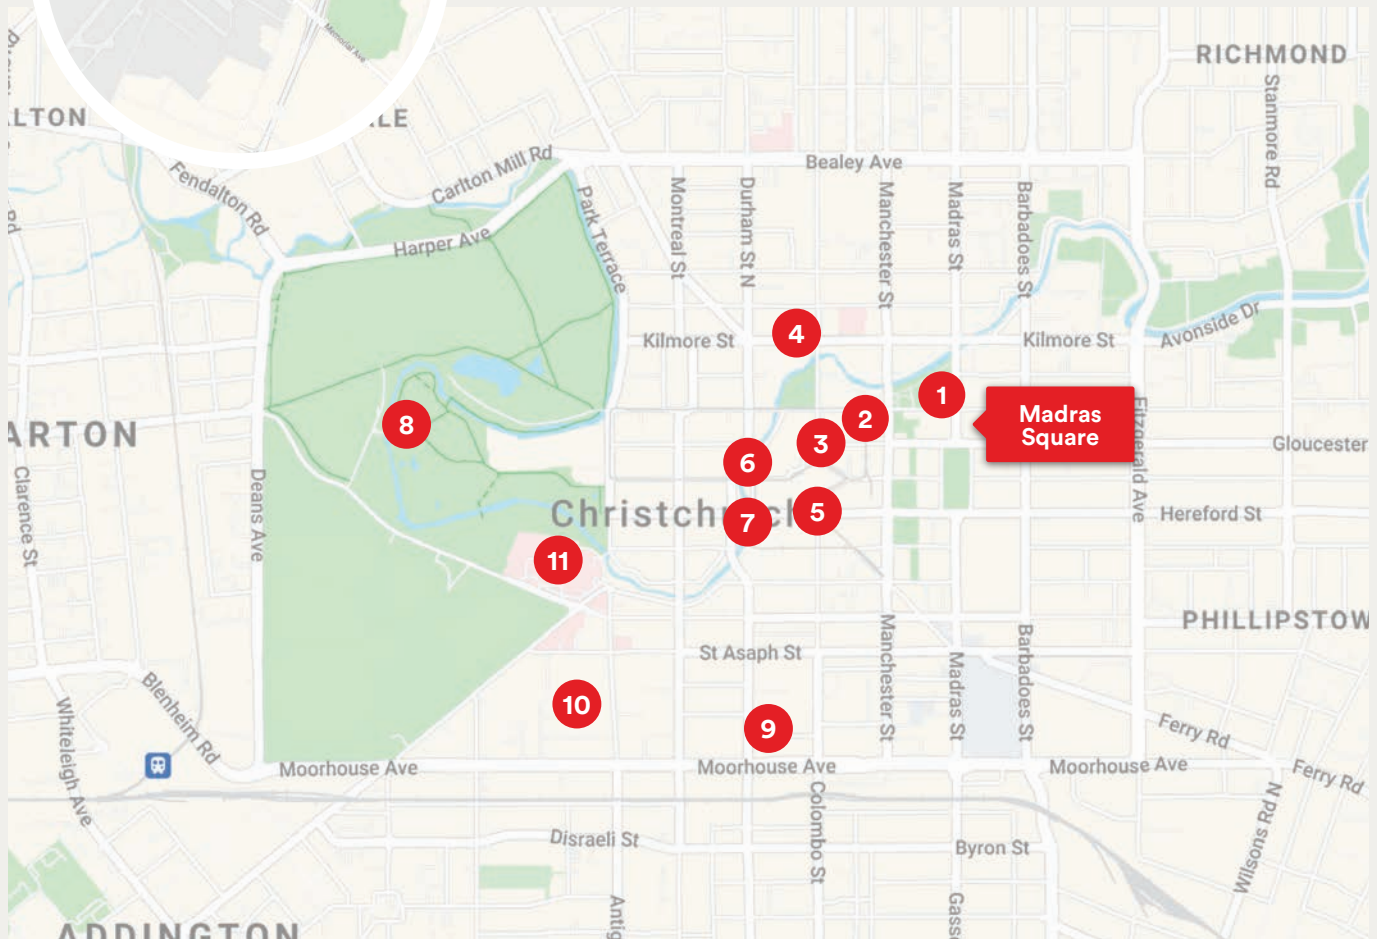 Memorial Ave
RICHMOND
Stanmore Rd
Carlton Mill Rd
Bealey Ave
Fendalton Rd
Park Terrace
Montreal St
Durham St N
Manchester St
Madras St
Barbadoes St
Harper Ave
Kilmore St
4
Kilmore St
Avonside Dr
1
Madras
Square
2
3
8
6
Fitzgerald Ave
Gloucester
Clarence St
Deans Ave
7
5
Hereford St
11
PHILLIPSTOW
St Asaph St
Manchester St
Madras St
Barbadoes St
Blenheim Rd
10
9
Whiteleigh Ave
Moorhouse Ave
Moorhouse Ave
Moorhouse Ave
Ferry Rd
Ferry Rd
Colombo St
Wilsons Rd N
Disraeli St
Byron St
ADDINGTON